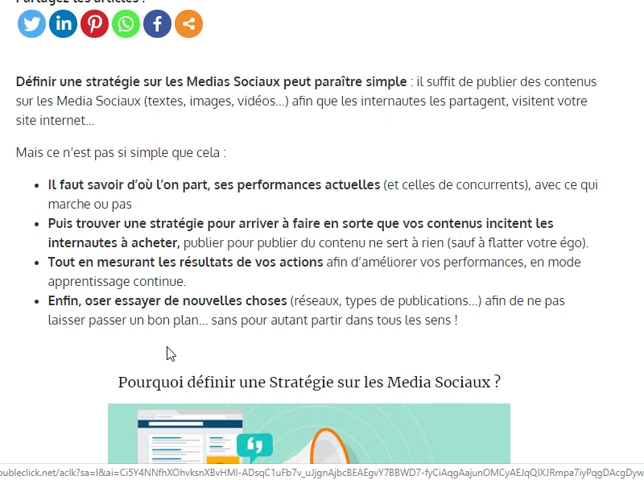 Partagez les articles :
Définir une stratégie sur les Medias Sociaux peut paraître simple : il suffit de publier des contenus
sur les Media Sociaux (textes, images, vidéos...) afin que les internautes les partagent, visitent votre
site internet...
Mais ce n’est pas si simple que cela :
• Il faut savoir d’où l’on part, ses performances actuelles (et celles de concurrents), avec ce qui
marche ou pas
• Puis trouver une stratégie pour arriver à faire en sorte que vos contenus incitent les
internautes à acheter, publier pour publier du contenu ne sert à rien (sauf à flatter votre égo).
• Tout en mesurant les résultats de vos actions afin d’améliorer vos performances, en mode
apprentissage continue.
• Enfin, oser essayer de nouvelles choses (réseaux, types de publications...) afin de ne pas
laisser passer un bon plan... sans pour autant partir dans tous les sens !
Pourquoi définir une Stratégie sur les Media Sociaux ?